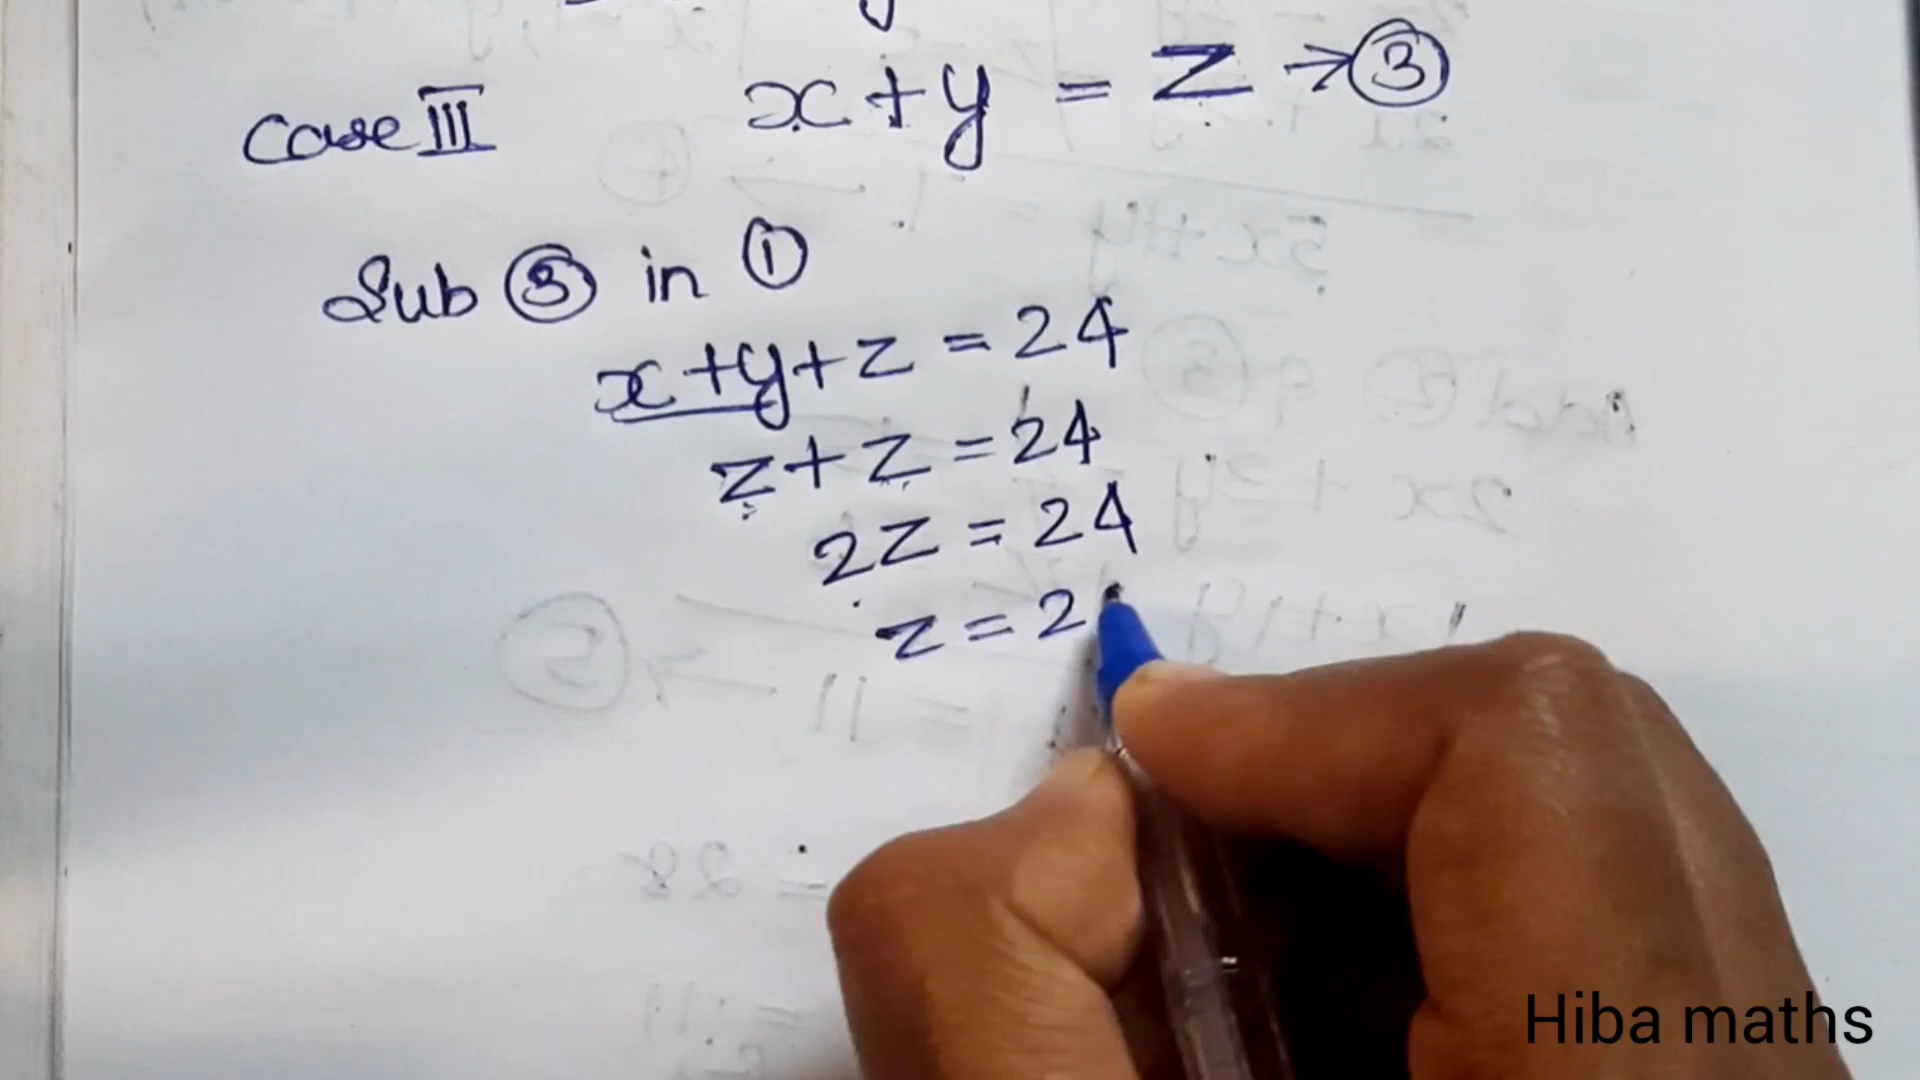 Case III x+y = z → ③
Sub ③ in ①
x+y+z = 24
z+z = 24
2z = 24
z = 2
Hiba maths